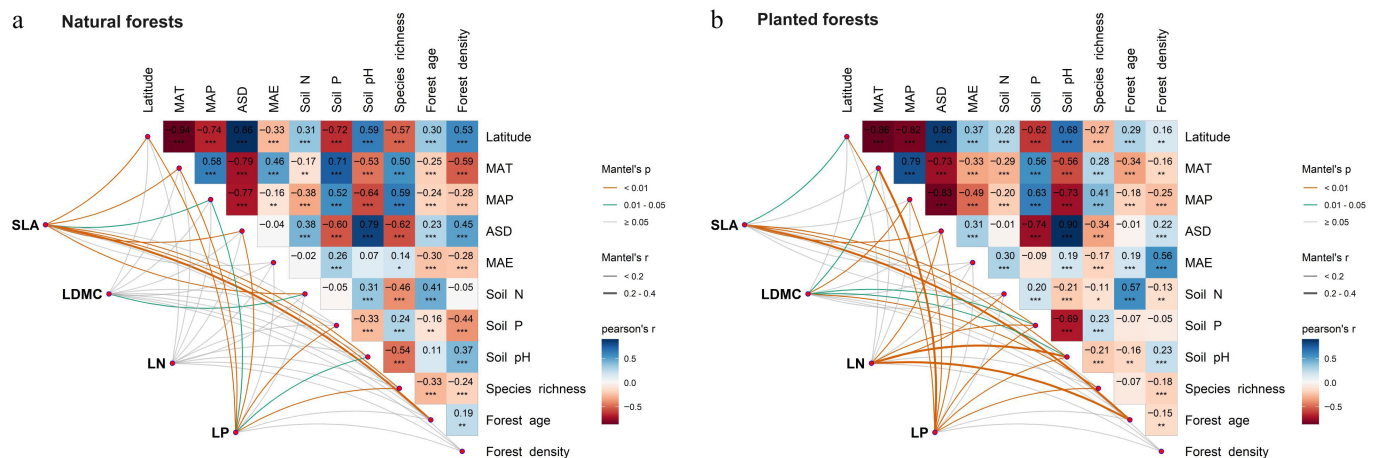 a Natural forests
Latitude MAT MAP ASD MAE Soil N Soil P Soil pH Species richness Forest age Forest density
−0.94 −0.74 0.86 −0.33 0.31 −0.72 0.59 −0.57 0.30 0.53 Latitude
*** *** *** *** *** *** *** *** *** ***
0.58 −0.79 0.46 −0.17 0.71 −0.53 0.50 −0.25 −0.59 MAT
*** *** *** ** *** *** *** *** ***
−0.77 −0.16 −0.38 0.52 −0.64 0.59 −0.24 −0.28 MAP
*** ** *** *** *** *** *** ***
−0.04 0.38 −0.60 0.79 −0.62 0.23 0.45 ASD
*** *** *** *** *** ***
−0.02 0.26 0.07 0.14 −0.30 −0.28 MAE
*** * *** ***
−0.05 0.31 −0.46 0.41 −0.05 Soil N
*** *** ***
−0.33 0.24 −0.16 −0.44 Soil P
*** *** ** ***
−0.54 0.11 0.37 Soil pH
*** ***
−0.33 −0.24 Species richness
*** ***
0.19 Forest age
**
Forest density
SLA
LDMC
LN
LP
Mantel's p
< 0.01
0.01 - 0.05
≥ 0.05
Mantel's r
< 0.2
0.2 - 0.4
pearson's r
0.5
0.0
−0.5
b Planted forests
Latitude MAT MAP ASD MAE Soil N Soil P Soil pH Species richness Forest age Forest density
−0.86 −0.82 0.86 0.37 0.28 −0.62 0.68 −0.27 0.29 0.16 Latitude
*** *** *** *** *** *** *** *** *** **
0.79 −0.73 −0.33 −0.29 0.56 −0.56 0.28 −0.34 −0.16 MAT
*** *** *** *** *** *** *** *** **
−0.83 −0.49 −0.20 0.63 −0.73 0.41 −0.18 −0.25 MAP
*** *** *** *** *** *** *** ***
0.31 −0.01 −0.74 0.90 −0.34 −0.01 0.22 ASD
*** *** *** *** ***
0.30 −0.09 0.19 −0.17 0.19 0.56 MAE
*** *** *** *** ***
0.20 −0.21 −0.11 0.57 −0.13 Soil N
*** *** * *** **
−0.69 0.23 −0.07 −0.05 Soil P
*** ***
−0.21 −0.16 0.23 Soil pH
*** ** ***
−0.07 −0.18 Species richness
***
−0.15 Forest age
**
Forest density
SLA
LDMC
LN
LP
Mantel's p
< 0.01
0.01 - 0.05
≥ 0.05
Mantel's r
< 0.2
0.2 - 0.4
pearson's r
0.5
0.0
−0.5